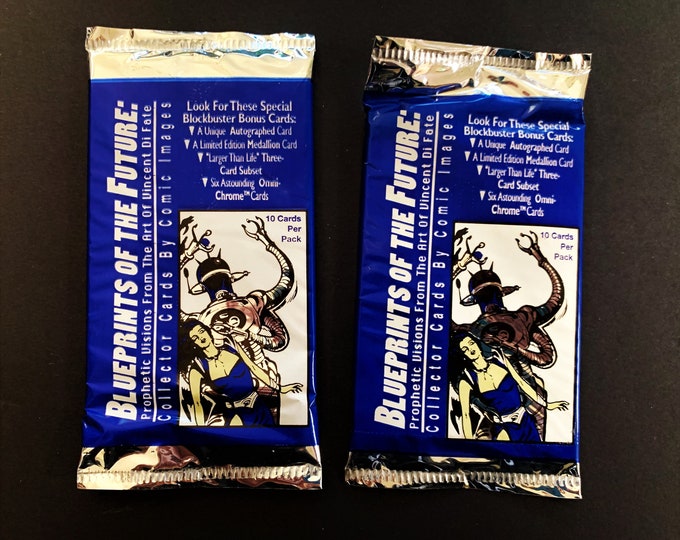 BLUEPRINTS OF THE FUTURE:
Prophetic Visions From The Art Of Vincent Di Fate
Collector Cards By Comic Images
Look For These Special
Blockbuster Bonus Cards:
A Unique Autographed Card
A Limited Edition Medallion Card
"Larger Than Life" Three-
Card Subset
Six Astounding Omni-
Chrome™ Cards
10 Cards
Per
Pack
BLUEPRINTS OF THE FUTURE:
Prophetic Visions From The Art Of Vincent Di Fate
Collector Cards By Comic Images
Look For These Special
Blockbuster Bonus Cards:
A Unique Autographed Card
A Limited Edition Medallion Card
"Larger Than Life" Three-
Card Subset
Six Astounding Omni-
Chrome™ Cards
10 Cards
Per
Pack